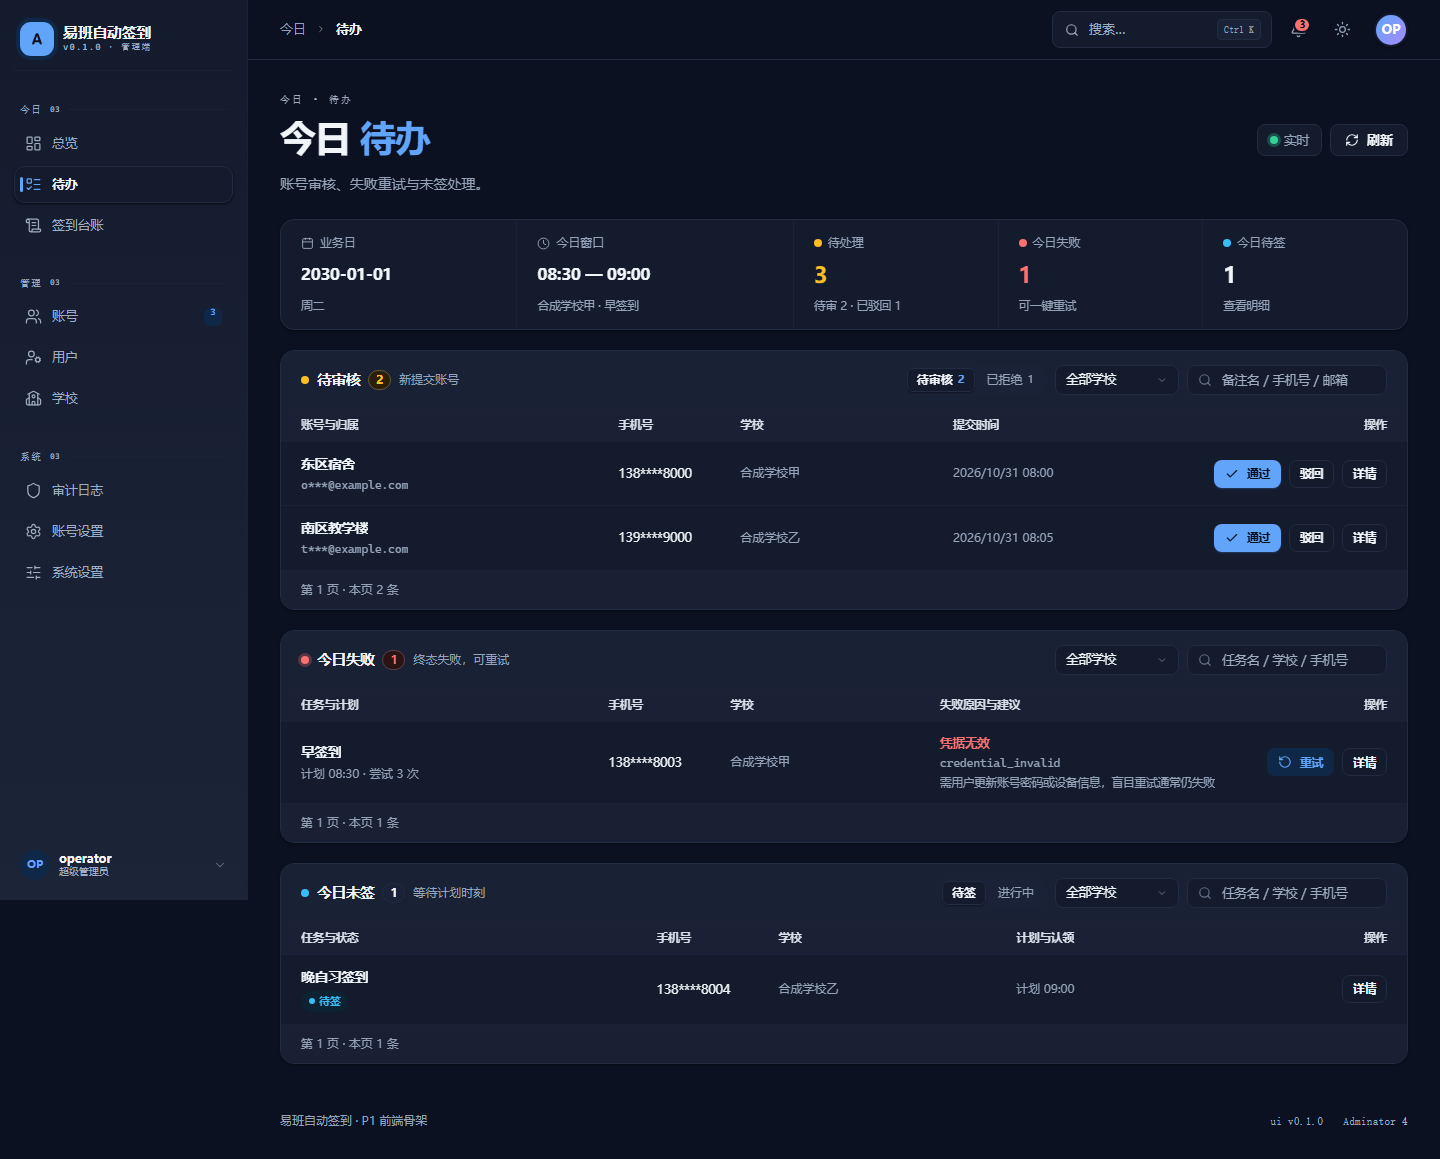 A
易班自动签到
v0.1.0 · 管理端
今日 03
总览
待办
签到台账
管理 03
账号 3
用户
学校
系统 03
审计日志
账号设置
系统设置
OP
operator
超级管理员
今日 › 待办
搜索... Ctrl K
3
OP
今日 · 待办
今日 待办
账号审核、失败重试与未签处理。
实时
刷新
业务日
2030-01-01
周二
今日窗口
08:30 — 09:00
合成学校甲 · 早签到
待处理
3
待审 2 · 已驳回 1
今日失败
1
可一键重试
今日待签
1
查看明细
待审核 2 新提交账号
待审核 2 已拒绝 1 全部学校 备注名 / 手机号 / 邮箱
账号与归属 手机号 学校 提交时间 操作
东区宿舍
o***@example.com
138****8000 合成学校甲 2026/10/31 08:00 通过 驳回 详情
南区教学楼
t***@example.com
139****9000 合成学校乙 2026/10/31 08:05 通过 驳回 详情
第 1 页 · 本页 2 条
今日失败 1 终态失败，可重试
全部学校 任务名 / 学校 / 手机号
任务与计划 手机号 学校 失败原因与建议 操作
早签到
计划 08:30 · 尝试 3 次
138****8003 合成学校甲
凭据无效
credential_invalid
需用户更新账号密码或设备信息，盲目重试通常仍失败
重试 详情
第 1 页 · 本页 1 条
今日未签 1 等待计划时刻
待签 进行中 全部学校 任务名 / 学校 / 手机号
任务与状态 手机号 学校 计划与认领 操作
晚自习签到
待签
138****8004 合成学校乙 计划 09:00 详情
第 1 页 · 本页 1 条
易班自动签到 · P1 前端骨架
ui v0.1.0 Adminator 4